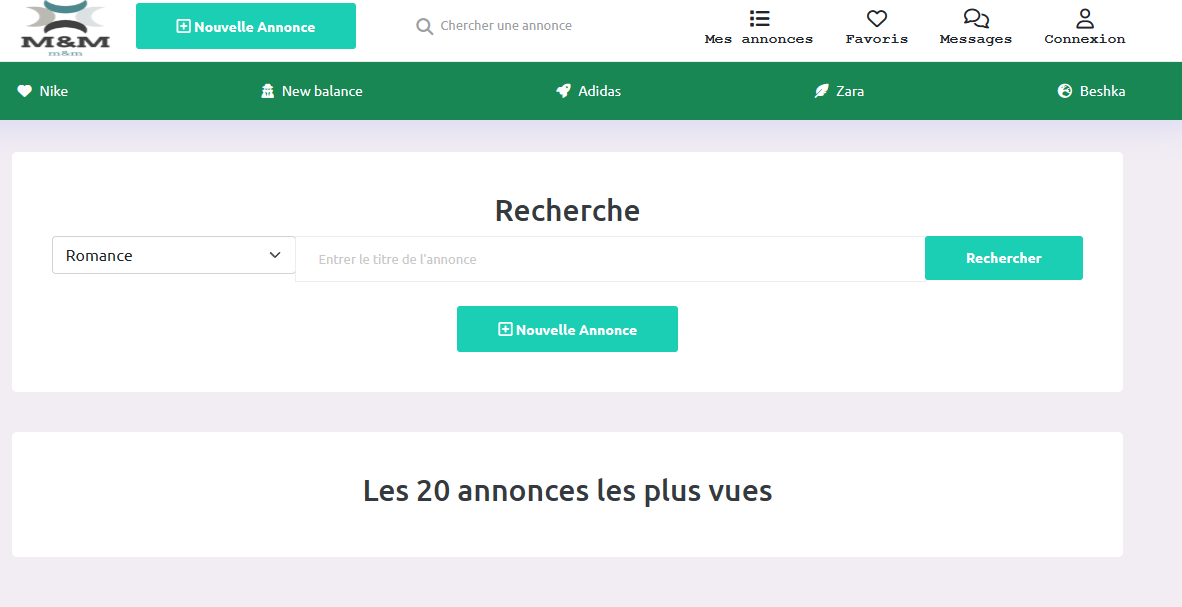 M&M
m&m
Nouvelle Annonce
Chercher une annonce
Mes annonces
Favoris
Messages
Connexion
Nike
New balance
Adidas
Zara
Beshka
Recherche
Romance
Entrer le titre de l'annonce
Rechercher
Nouvelle Annonce
Les 20 annonces les plus vues